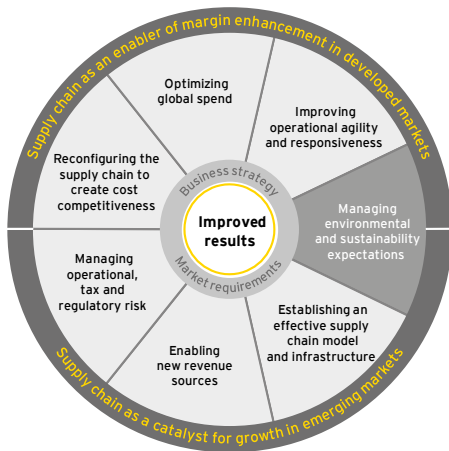 Supply chain as an enabler of margin enhancement in developed markets
Optimizing
global spend
Improving
operational agility
and responsiveness
Reconfiguring the
supply chain to
create cost
competitiveness
Business strategy
Improved
results
Market requirements
Managing
environmental
and sustainability
expectations
Managing
operational,
tax and
regulatory risk
Establishing an
effective supply
chain model
and infrastructure
Enabling
new revenue
sources
Supply chain as a catalyst for growth in emerging markets